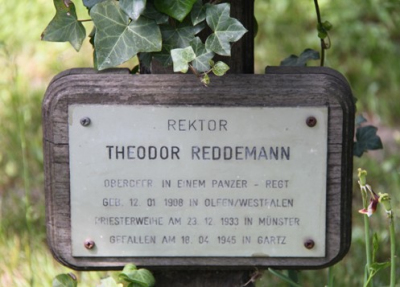 REKTOR
THEODOR REDDEMANN
OBERGEFR IN EINEM PANZER - REGT
GEB. 12. 01 1908 IN OLFEN/WESTFALEN
PRIESTERWEIHE AM 23. 12. 1933 IN MÜNSTER
GEFALLEN AM 18. 04. 1945 IN GARTZ